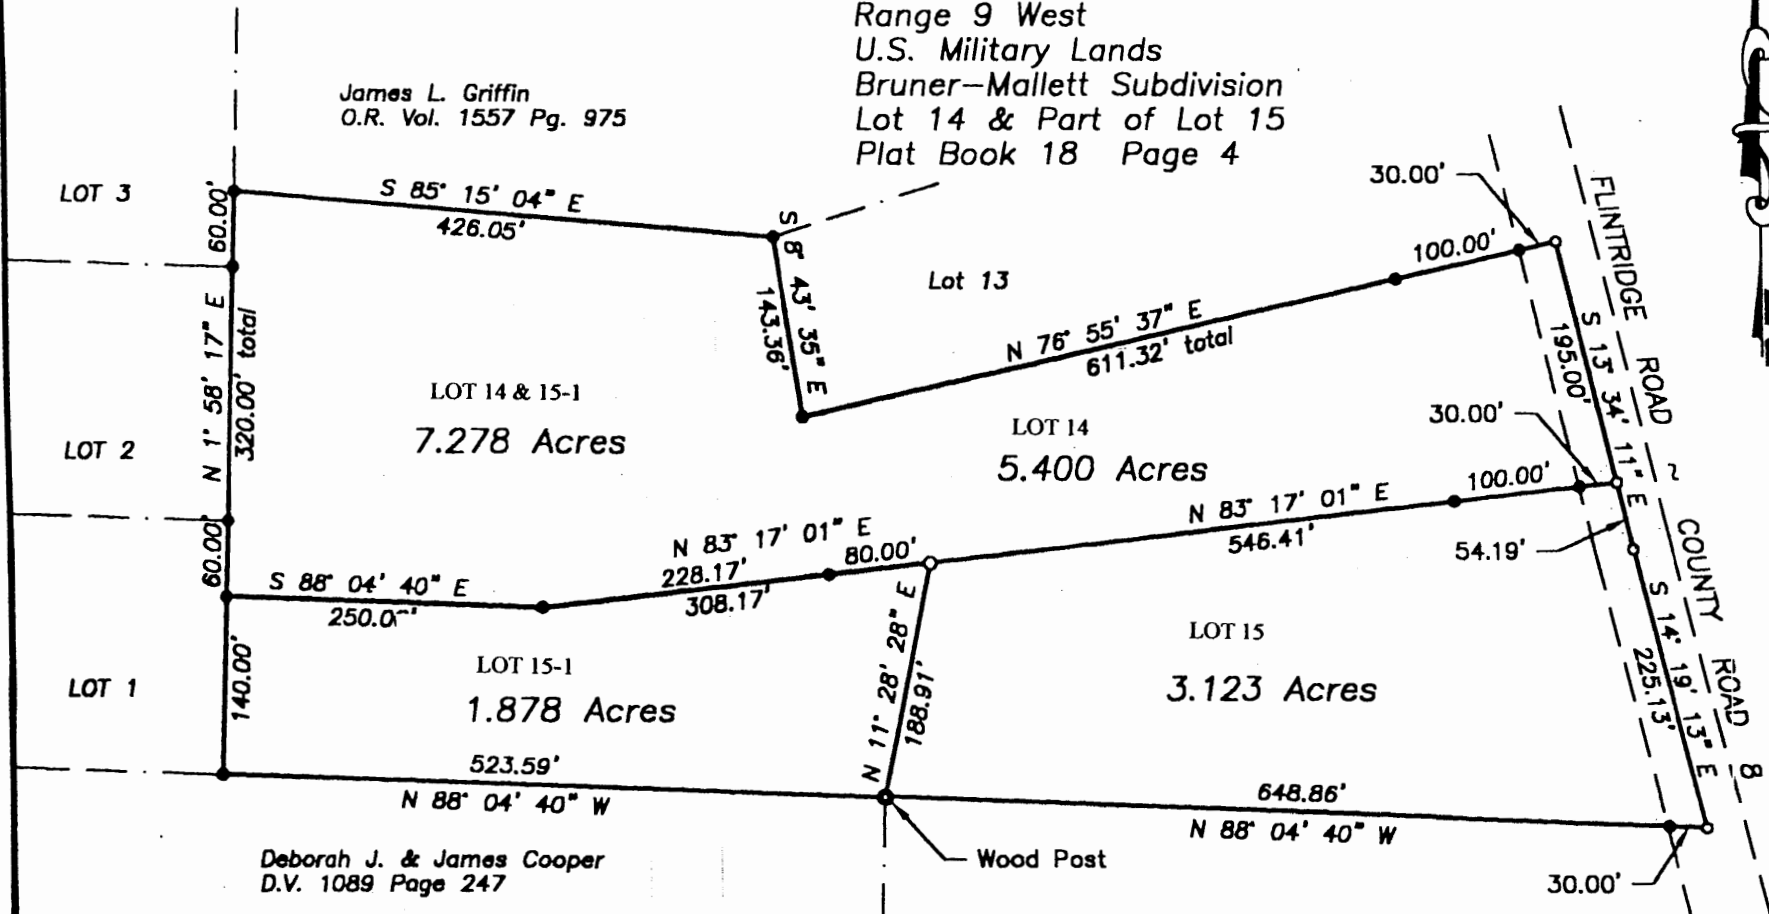 Range 9 West
U.S. Military Lands
Bruner-Mallett Subdivision
Lot 14 & Part of Lot 15
Plat Book 18 Page 4
James L. Griffin
O.R. Vol. 1557 Pg. 975
LOT 3
60.00'
S 85° 15' 04" E
426.05'
S 8° 43' 35" E
143.36'
Lot 13
30.00'
100.00'
N 76° 55' 37" E
611.32' total
FLINTRIDGE ROAD ~ COUNTY ROAD 8
S 13° 34' 11" E
195.00'
N 1° 58' 17" E
320.00' total
LOT 14 & 15-1
7.278 Acres
LOT 2
LOT 14
5.400 Acres
30.00'
100.00'
N 83° 17' 01" E
546.41'
54.19'
60.00'
S 88° 04' 40" E
N 83° 17' 01" E
228.17'
80.00'
308.17'
N 11° 28' 28" E
188.91'
LOT 15
3.123 Acres
S 14° 19' 13" E
225.13'
LOT 1
140.00'
LOT 15-1
1.878 Acres
523.59'
N 88° 04' 40" W
648.86'
N 88° 04' 40" W
Wood Post
30.00'
Deborah J. & James Cooper
D.V. 1089 Page 247